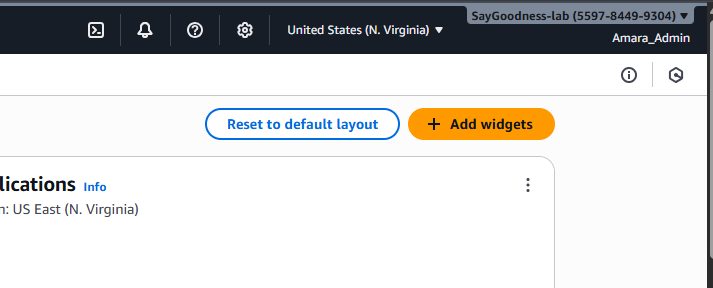 SayGoodness-lab (5597-8449-9304)
United States (N. Virginia)
Amara_Admin
Reset to default layout
+ Add widgets
lications Info
n: US East (N. Virginia)